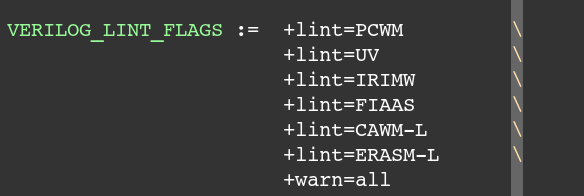 VERILOG_LINT_FLAGS := +lint=PCWM \
+lint=UV \
+lint=IRIMW \
+lint=FIAAS \
+lint=CAWM-L \
+lint=ERASM-L \
+warn=all